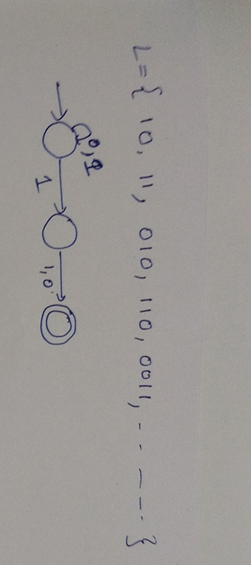 L = { 10, 11, 010, 110, 0011, - - - - - }
0, 1
1
1, 0